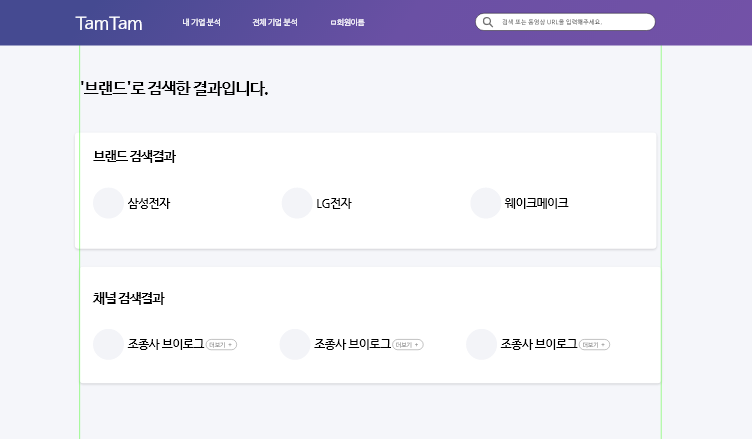 TamTam
내 기업 분석
전체 기업 분석
ㅁ회원이름
검색 또는 동영상 URL을 입력해주세요.
'브랜드'로 검색한 결과입니다.
브랜드 검색결과
삼성전자
LG전자
웨이크메이크
채널 검색결과
조종사 브이로그 더보기 +
조종사 브이로그 더보기 +
조종사 브이로그 더보기 +